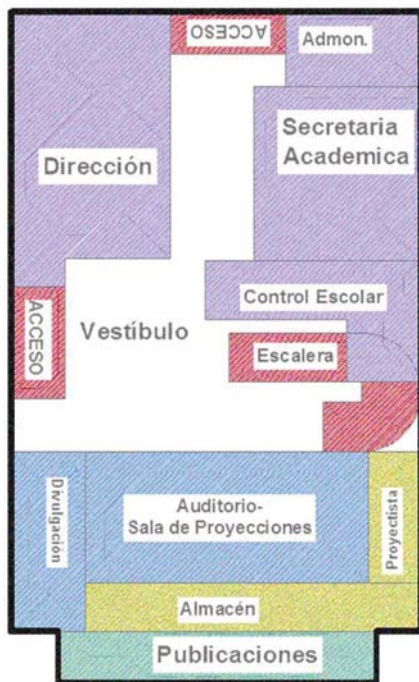 ACCESO
Admon.
Secretaria
Academica
Dirección
Control Escolar
ACCESO
Vestíbulo
Escalera
Divulgación
Auditorio-
Sala de Proyecciones
Proyectista
Almacén
Publicaciones